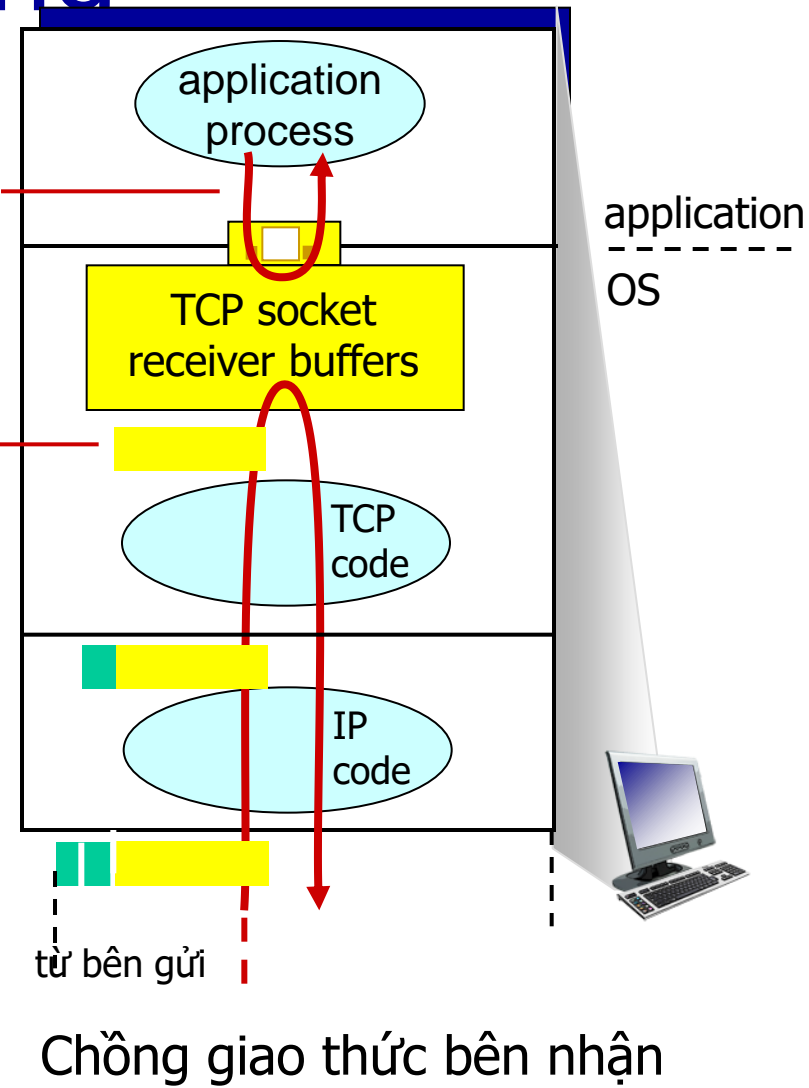 application
process
application
OS
TCP socket
receiver buffers
TCP
code
IP
code
từ bên gửi
Chồng giao thức bên nhận